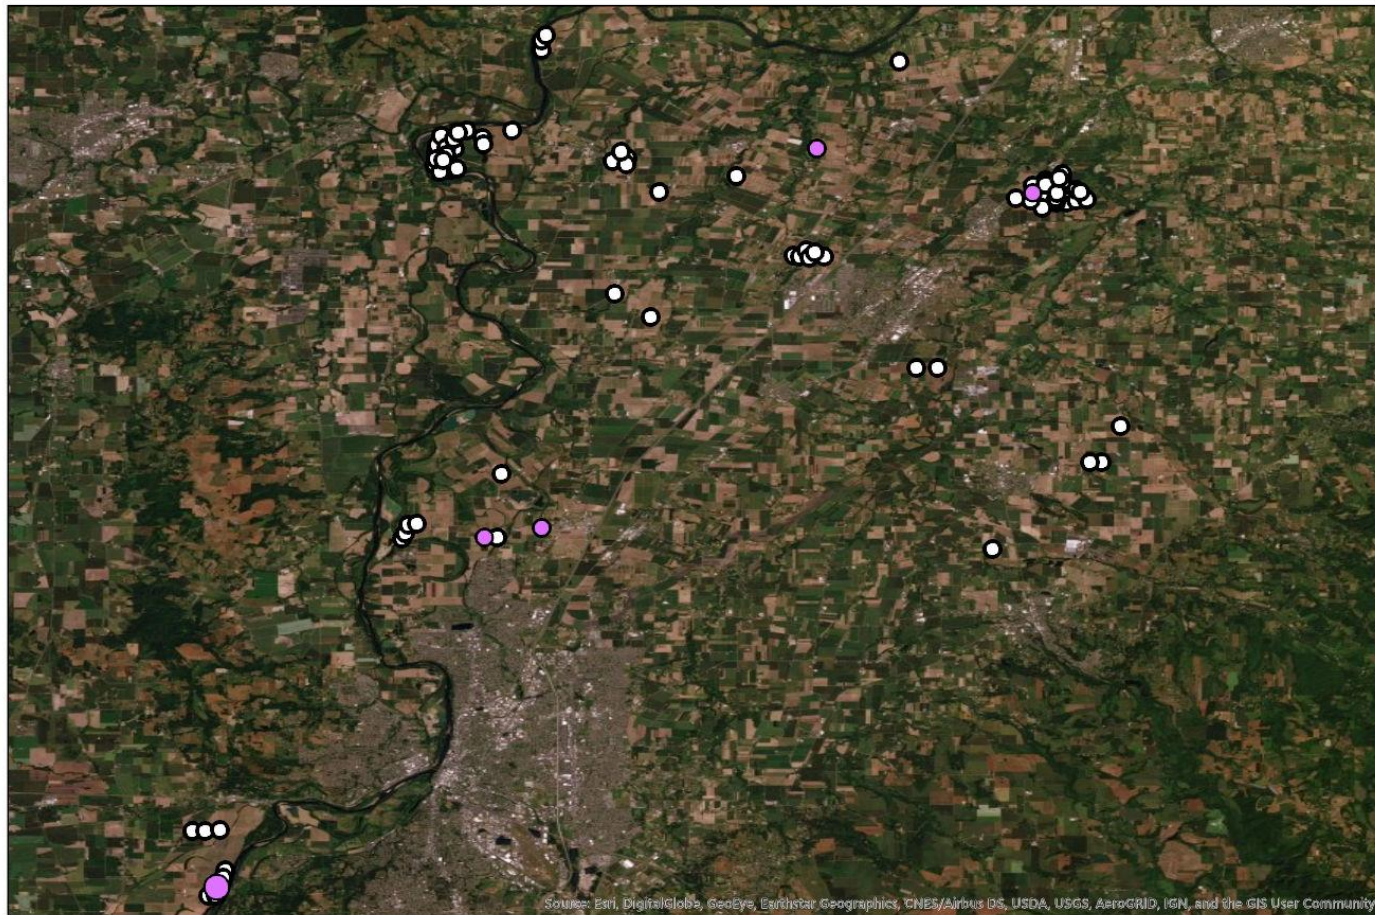 Source: Esri, DigitalGlobe, GeoEye, Earthstar Geographics, CNES/Airbus DS, USDA, USGS, AeroGRID, IGN, and the GIS User Community